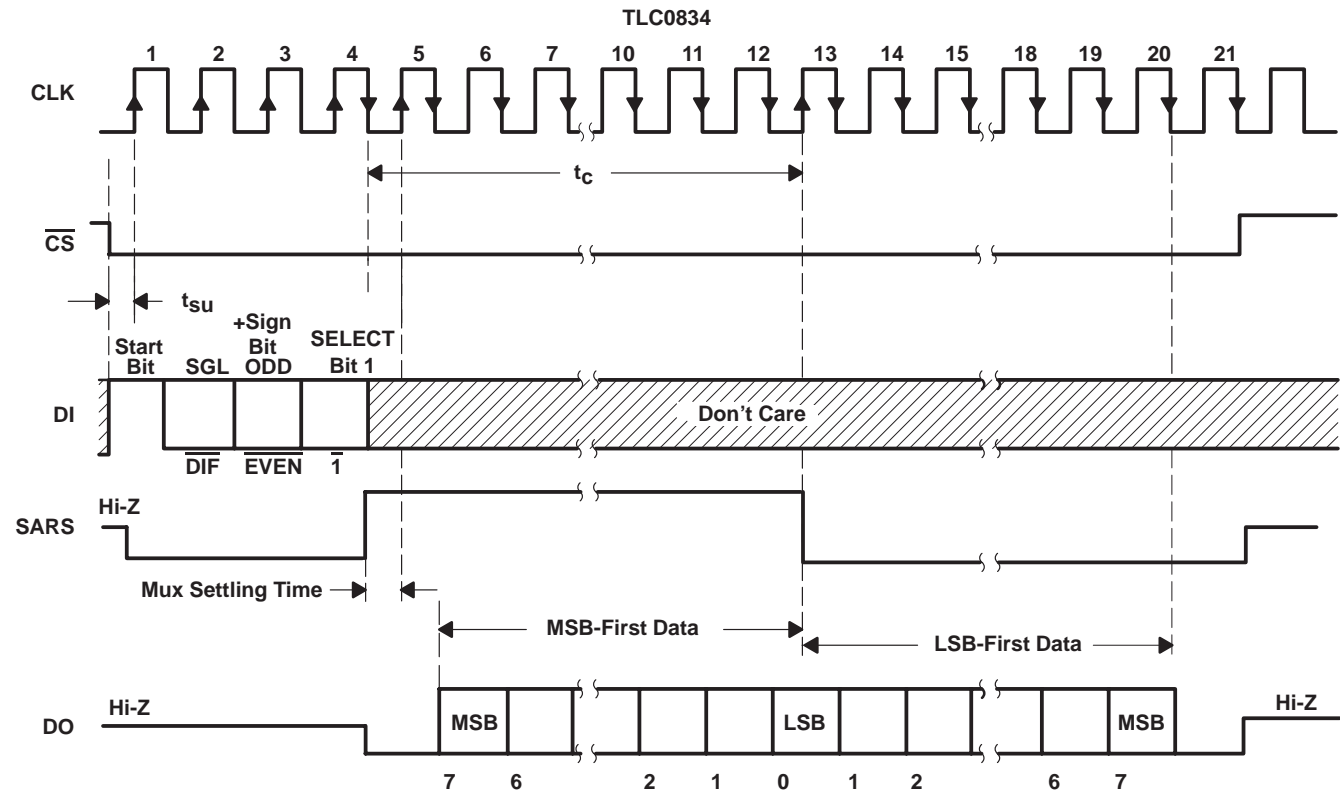 TLC0834
1 2 3 4 5 6 7 10 11 12 13 14 15 18 19 20 21
CLK
tc
CS
tsu
Start
Bit
SGL
+Sign
Bit
ODD
SELECT
Bit 1
DI
Don't Care
DIF EVEN 1
Hi-Z
SARS
Mux Settling Time
MSB-First Data
LSB-First Data
Hi-Z
DO
MSB
LSB
MSB
Hi-Z
7 6 2 1 0 1 2 6 7